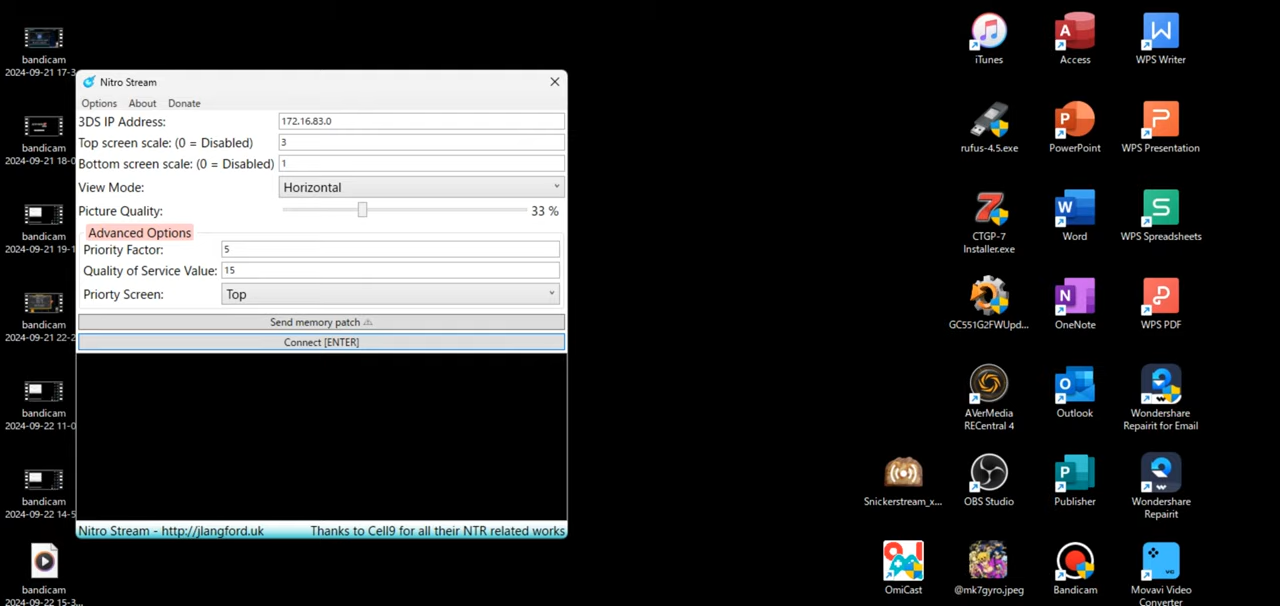 bandicam
2024-09-21 17-3...
bandicam
2024-09-21 18-0
bandicam
2024-09-21 19-1
bandicam
2024-09-21 22-2
bandicam
2024-09-22 11-0
bandicam
2024-09-22 14-5
bandicam
2024-09-22 15-3...
Nitro Stream
Options About Donate
3DS IP Address: 172.16.83.0
Top screen scale: (0 = Disabled) 3
Bottom screen scale: (0 = Disabled) 1
View Mode: Horizontal
Picture Quality: 33 %
Advanced Options
Priority Factor: 5
Quality of Service Value: 15
Priorty Screen: Top
Send memory patch ⚠
Connect [ENTER]
Nitro Stream - http://jlangford.uk Thanks to Cell9 for all their NTR related works
iTunes
Access
WPS Writer
rufus-4.5.exe
PowerPoint
WPS Presentation
CTGP-7
Installer.exe
Word
WPS Spreadsheets
GC551G2FWUpd...
OneNote
WPS PDF
AVerMedia
RECentral 4
Outlook
Wondershare
Repairit for Email
Snickerstream_x...
OBS Studio
Publisher
Wondershare
Repairit
OmiCast
@mk7gyro.jpeg
Bandicam
Movavi Video
Converter